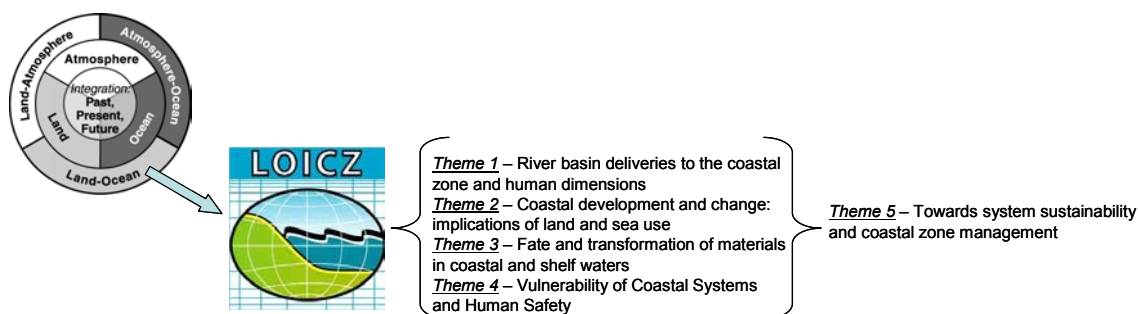 Land-Atmosphere
Atmosphere-Ocean
Atmosphere
Integration:
Past,
Present,
Future
Land
Ocean
Land-Ocean
LOICZ
Theme 1 – River basin deliveries to the coastal
zone and human dimensions
Theme 2 – Coastal development and change:
implications of land and sea use
Theme 3 – Fate and transformation of materials
in coastal and shelf waters
Theme 4 – Vulnerability of Coastal Systems
and Human Safety
Theme 5 – Towards system sustainability
and coastal zone management